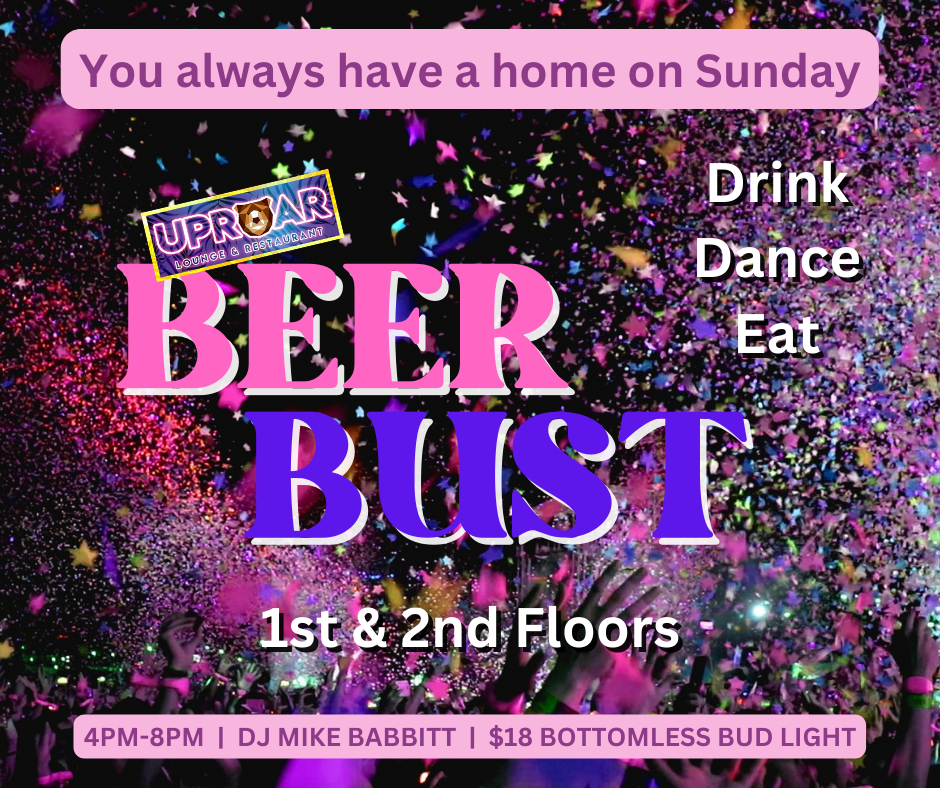 You always have a home on Sunday
Drink
Dance
Eat
UPROAR
LOUNGE & RESTAURANT
BEER
BUST
1st & 2nd Floors
4PM-8PM | DJ MIKE BABBITT | $18 BOTTOMLESS BUD LIGHT